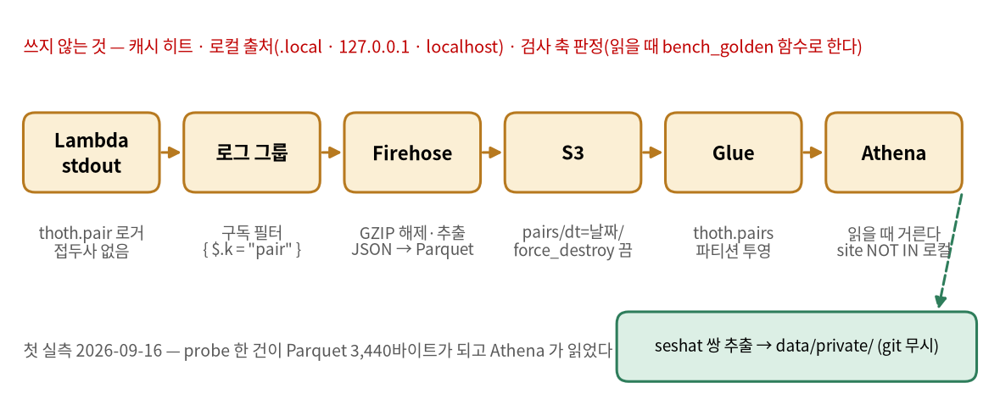 쓰지 않는 것 — 캐시 히트 · 로컬 출처(.local · 127.0.0.1 · localhost) · 검사 축 판정(읽을 때 bench_golden 함수로 한다)
Lambda
stdout
로그 그룹
Firehose
S3
Glue
Athena
thoth.pair 로거
접두사 없음
구독 필터
{ $.k = "pair" }
GZIP 해제·추출
JSON → Parquet
pairs/dt=날짜/
force_destroy 끔
thoth.pairs
파티션 투영
읽을 때 거른다
site NOT IN 로컬
첫 실측 2026-09-16 — probe 한 건이 Parquet 3,440바이트가 되고 Athena 가 읽었다
seshat 쌍 추출 → data/private/ (git 무시)